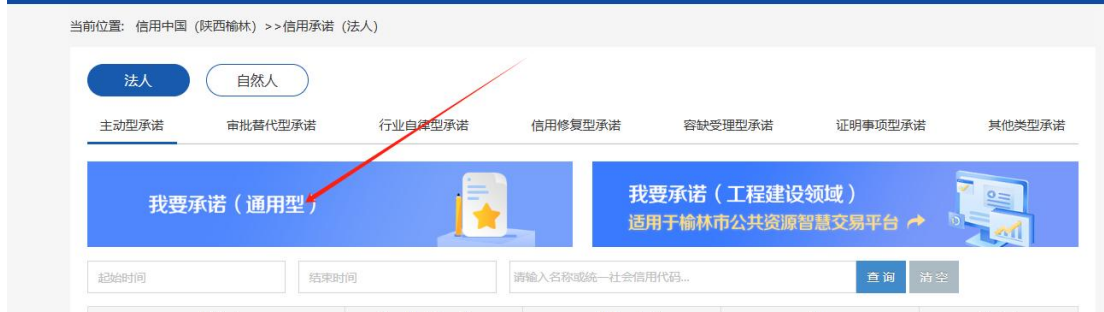 当前位置: 信用中国 (陕西榆林) >>信用承诺 (法人)
法人 自然人
主动型承诺 审批替代型承诺 行业自律型承诺 信用修复型承诺 容缺受理型承诺 证明事项型承诺 其他类型承诺
我要承诺（通用型）
我要承诺（工程建设领域）
适用于榆林市公共资源智慧交易平台
起始时间 结束时间 请输入名称或统一社会信用代码... 查询 清空